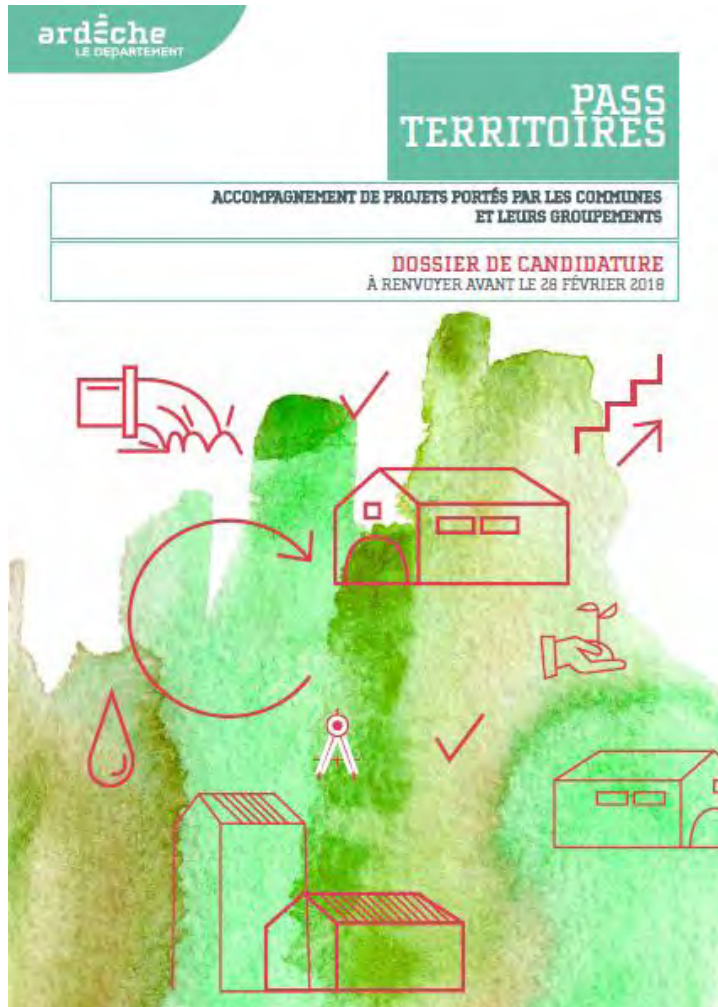 ardèche
LE DÉPARTEMENT
PASS
TERRITOIRES
ACCOMPAGNEMENT DE PROJETS PORTÉS PAR LES COMMUNES
ET LEURS GROUPEMENTS
DOSSIER DE CANDIDATURE
À RENVOYER AVANT LE 28 FÉVRIER 2018